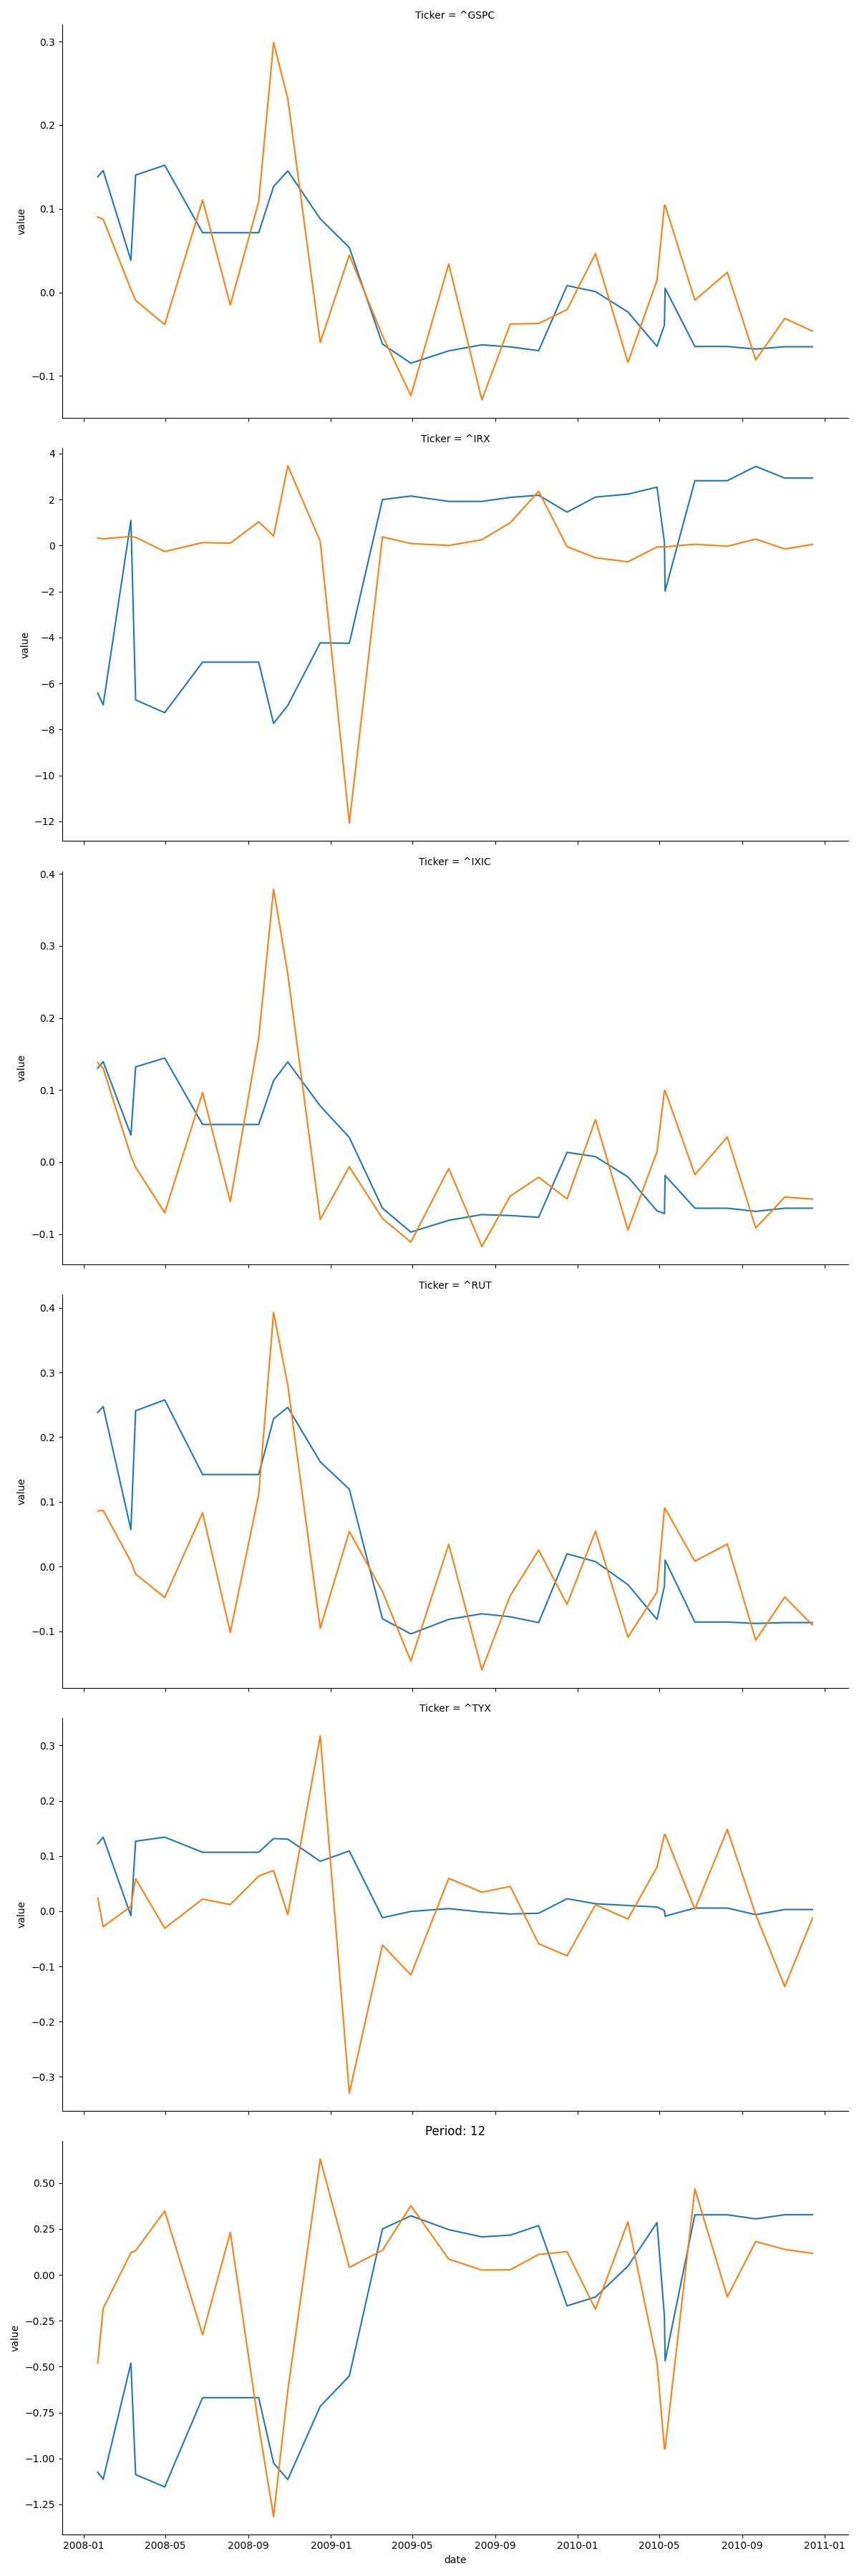 Ticker = ^GSPC
0.3
0.2
0.1
0.0
−0.1
value
Ticker = ^IRX
4
2
0
−2
−4
−6
−8
−10
−12
value
Ticker = ^IXIC
0.4
0.3
0.2
0.1
0.0
−0.1
value
Ticker = ^RUT
0.4
0.3
0.2
0.1
0.0
−0.1
value
Ticker = ^TYX
0.3
0.2
0.1
0.0
−0.1
−0.2
−0.3
value
Period: 12
0.50
0.25
0.00
−0.25
−0.50
−0.75
−1.00
−1.25
value
2008-01 2008-05 2008-09 2009-01 2009-05 2009-09 2010-01 2010-05 2010-09 2011-01
date